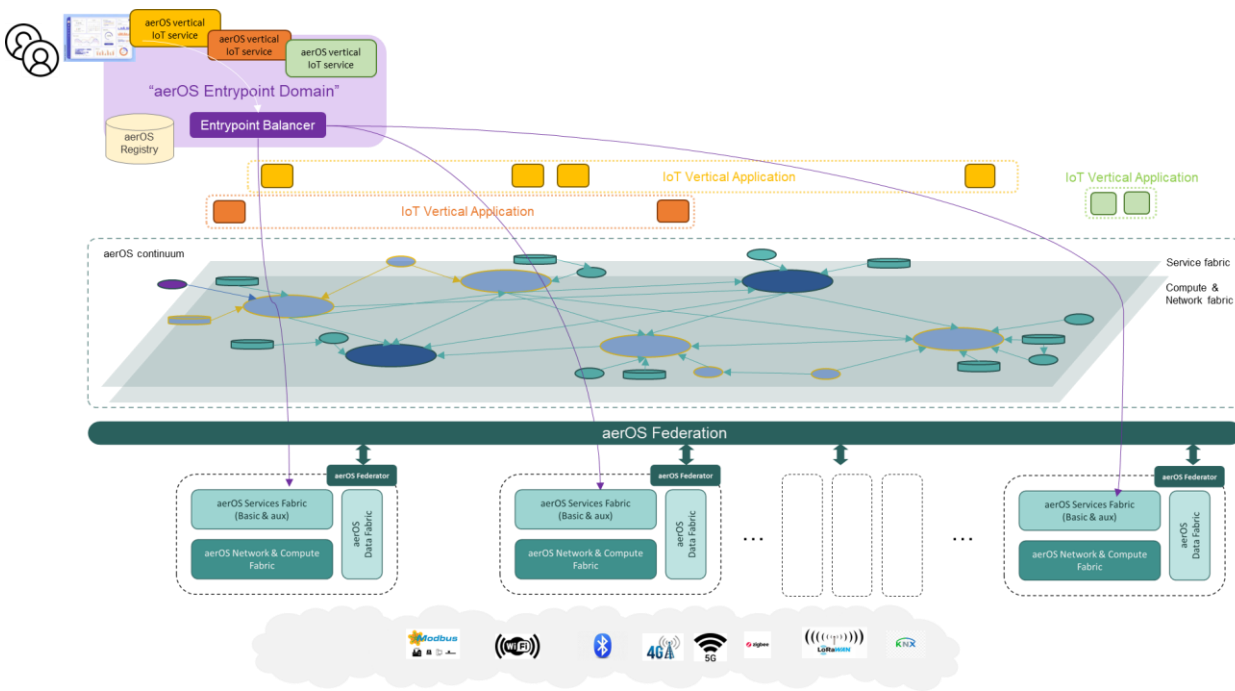 aerOS vertical
IoT service
aerOS vertical
IoT service
aerOS vertical
IoT service
“aerOS Entrypoint Domain”
Entrypoint Balancer
aerOS
Registry
IoT Vertical Application
IoT Vertical Application
IoT Vertical Application
aerOS continuum
Service fabric
Compute &
Network fabric
aerOS Federation
aerOS Federator
aerOS Services Fabric
(Basic & aux)
aerOS Network & Compute
Fabric
aerOS
Data Fabric
aerOS Federator
aerOS Services Fabric
(Basic & aux)
aerOS Network & Compute
Fabric
aerOS
Data Fabric
...
...
aerOS Federator
aerOS Services Fabric
(Basic & aux)
aerOS Network & Compute
Fabric
aerOS
Data Fabric
Modbus
WiFi
4G
5G
zigbee
LoRaWAN
KNX